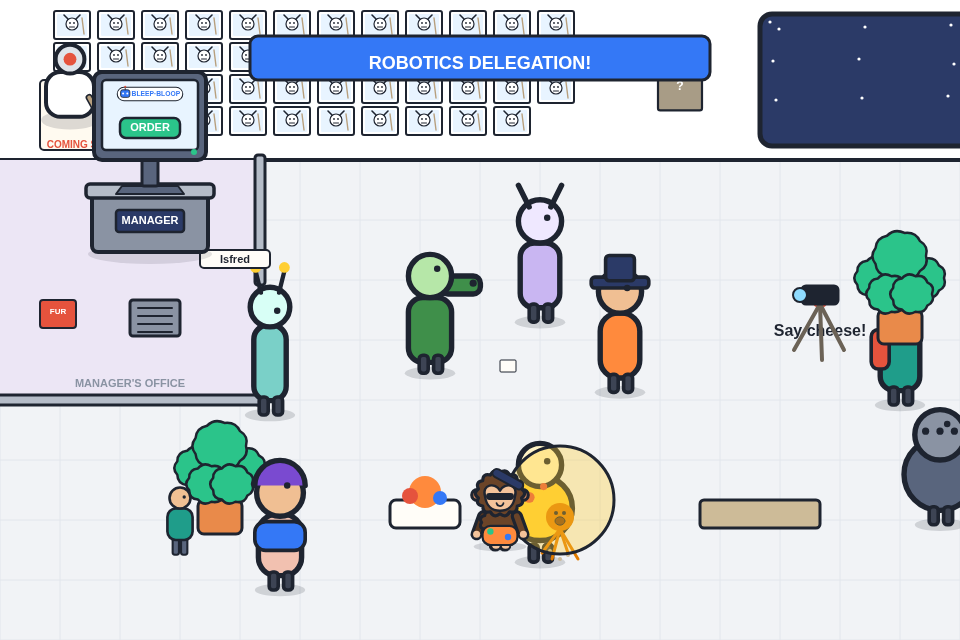 ROBOTICS DELEGATION!
?
BLEEP-BLOOP
ORDER
COMING
MANAGER
Isfred
FUR
Say cheese!
MANAGER'S OFFICE